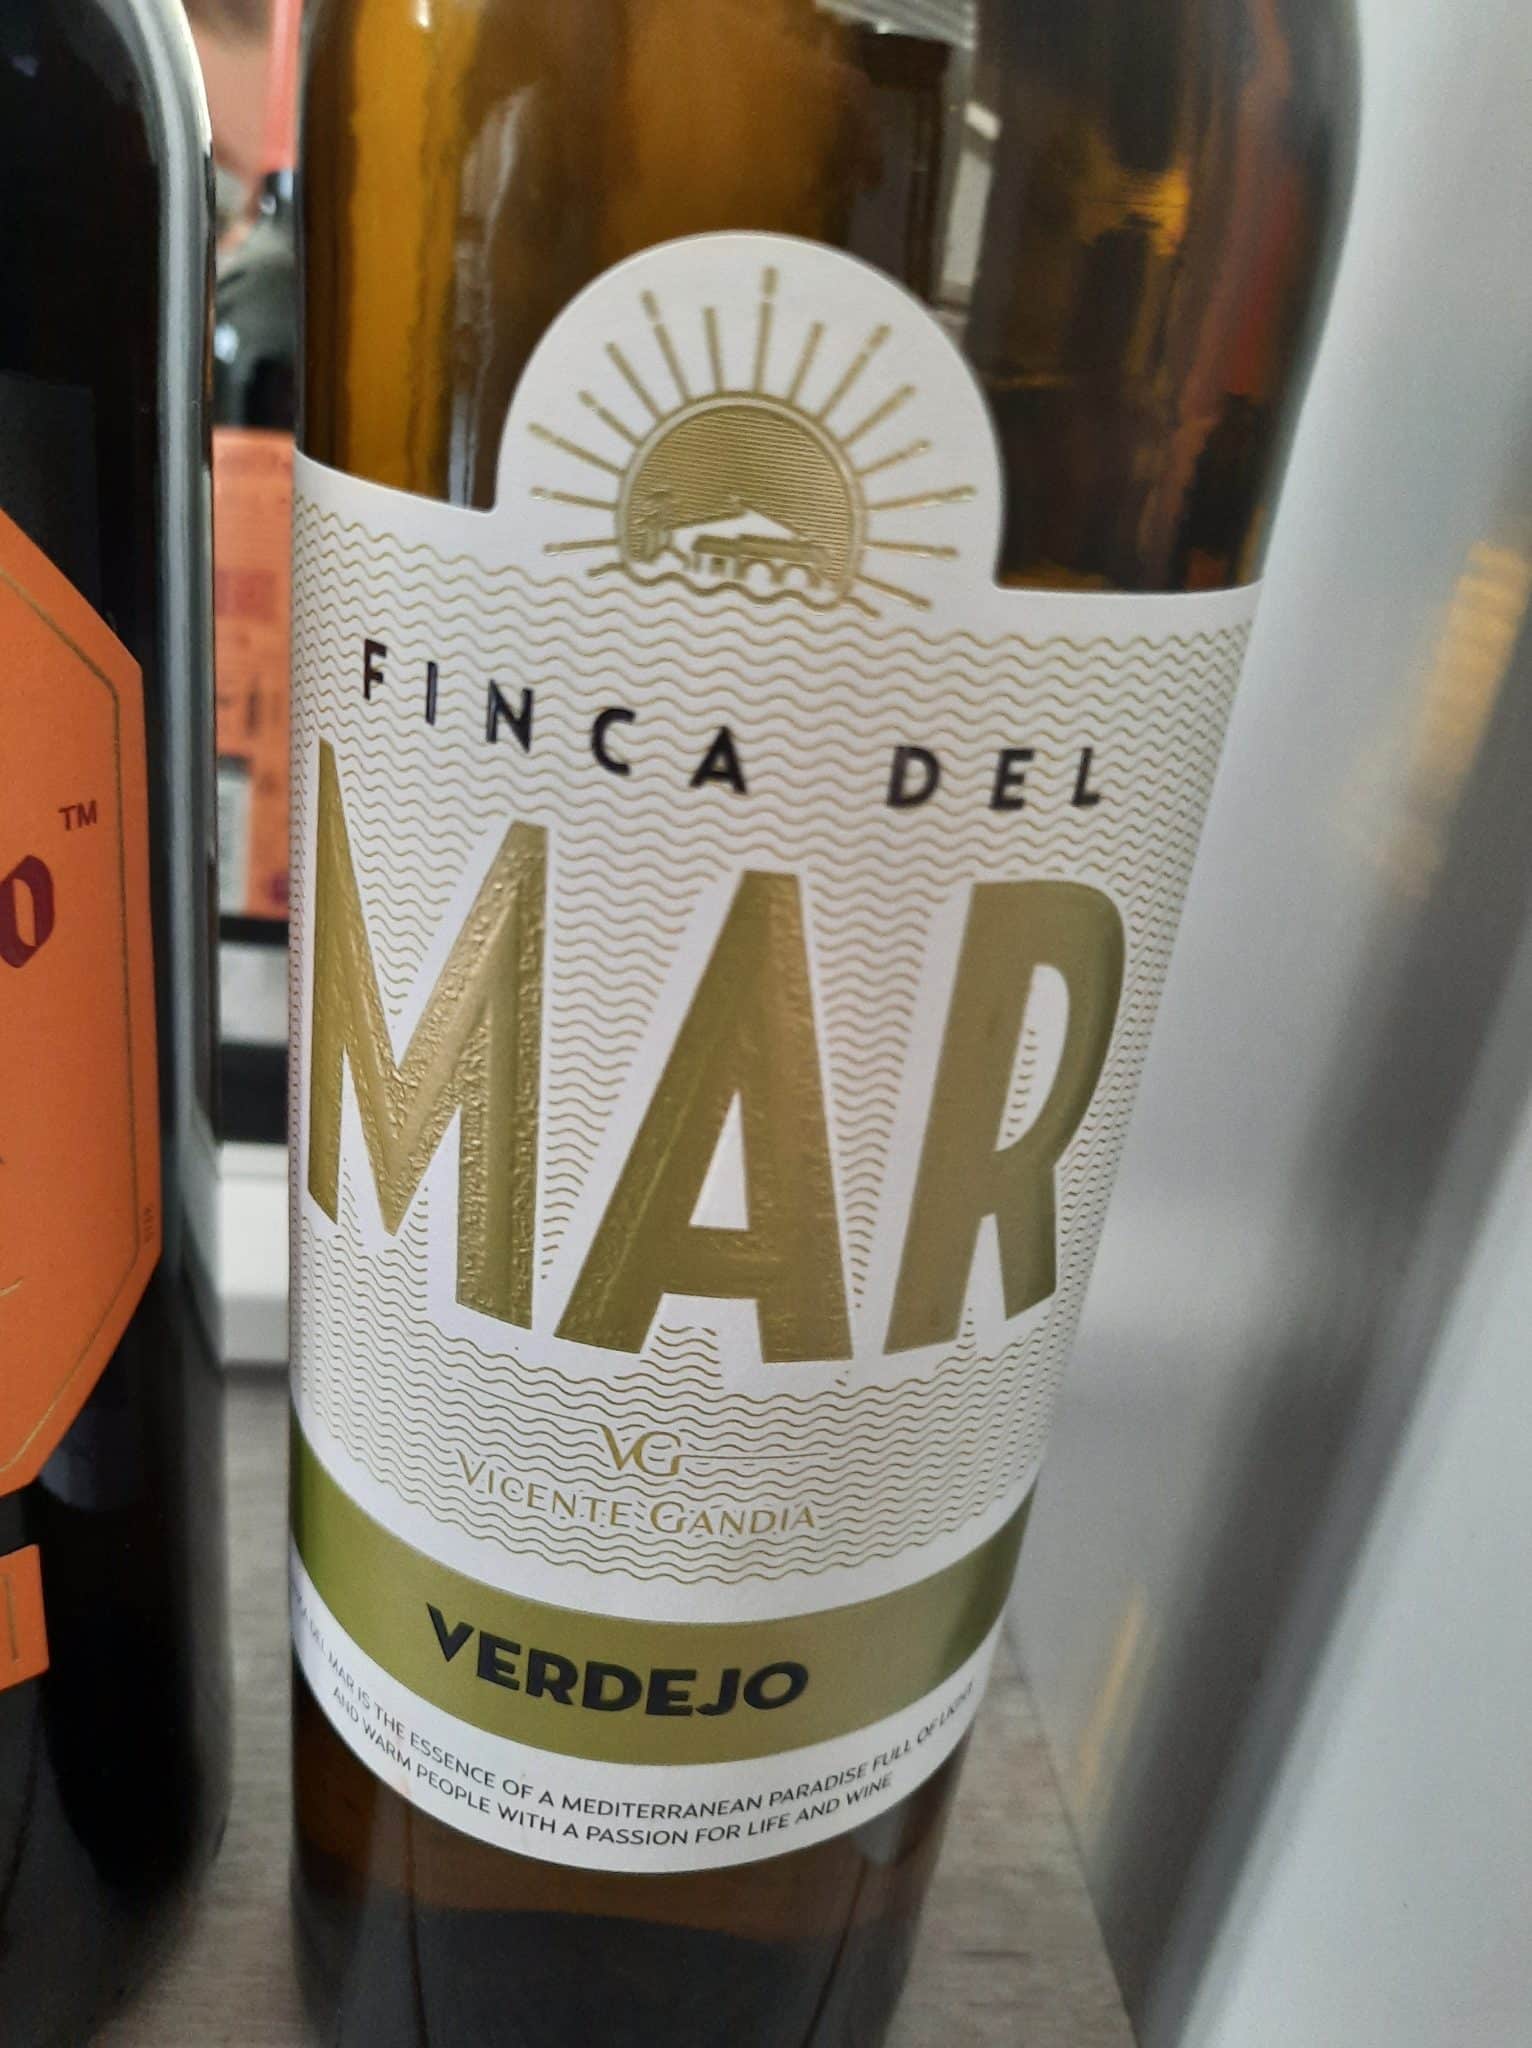 FINCA DEL
MAR
VG
VICENTE GANDIA
VERDEJO
DEL MAR IS THE ESSENCE OF A MEDITERRANEAN PARADISE FULL OF LIGHT
AND WARM PEOPLE WITH A PASSION FOR LIFE AND WINE
TM